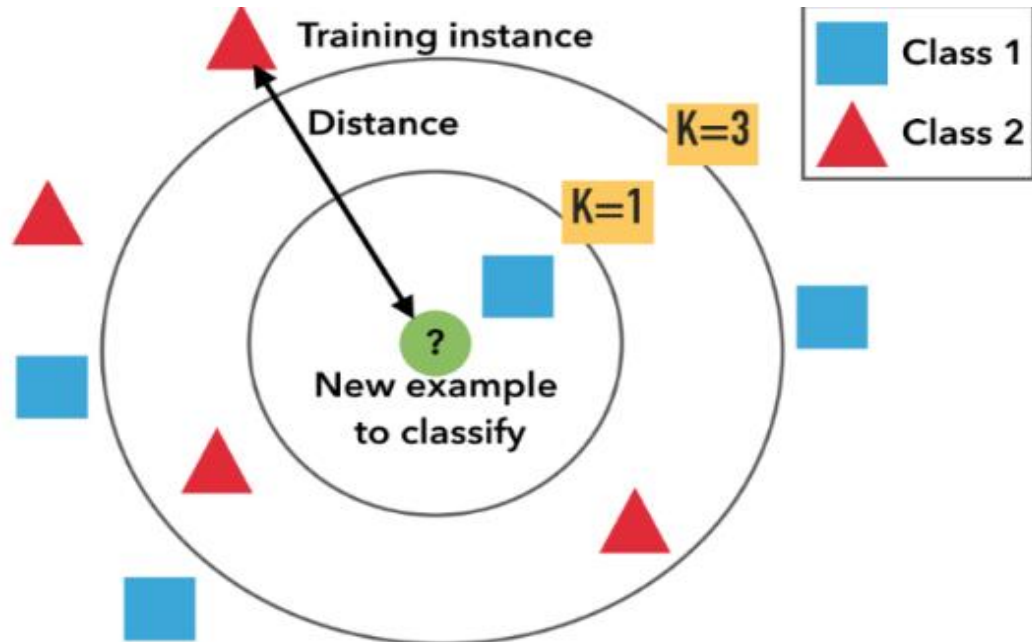 Training instance
Class 1
Distance
K=3
Class 2
K=1
?
New example
to classify